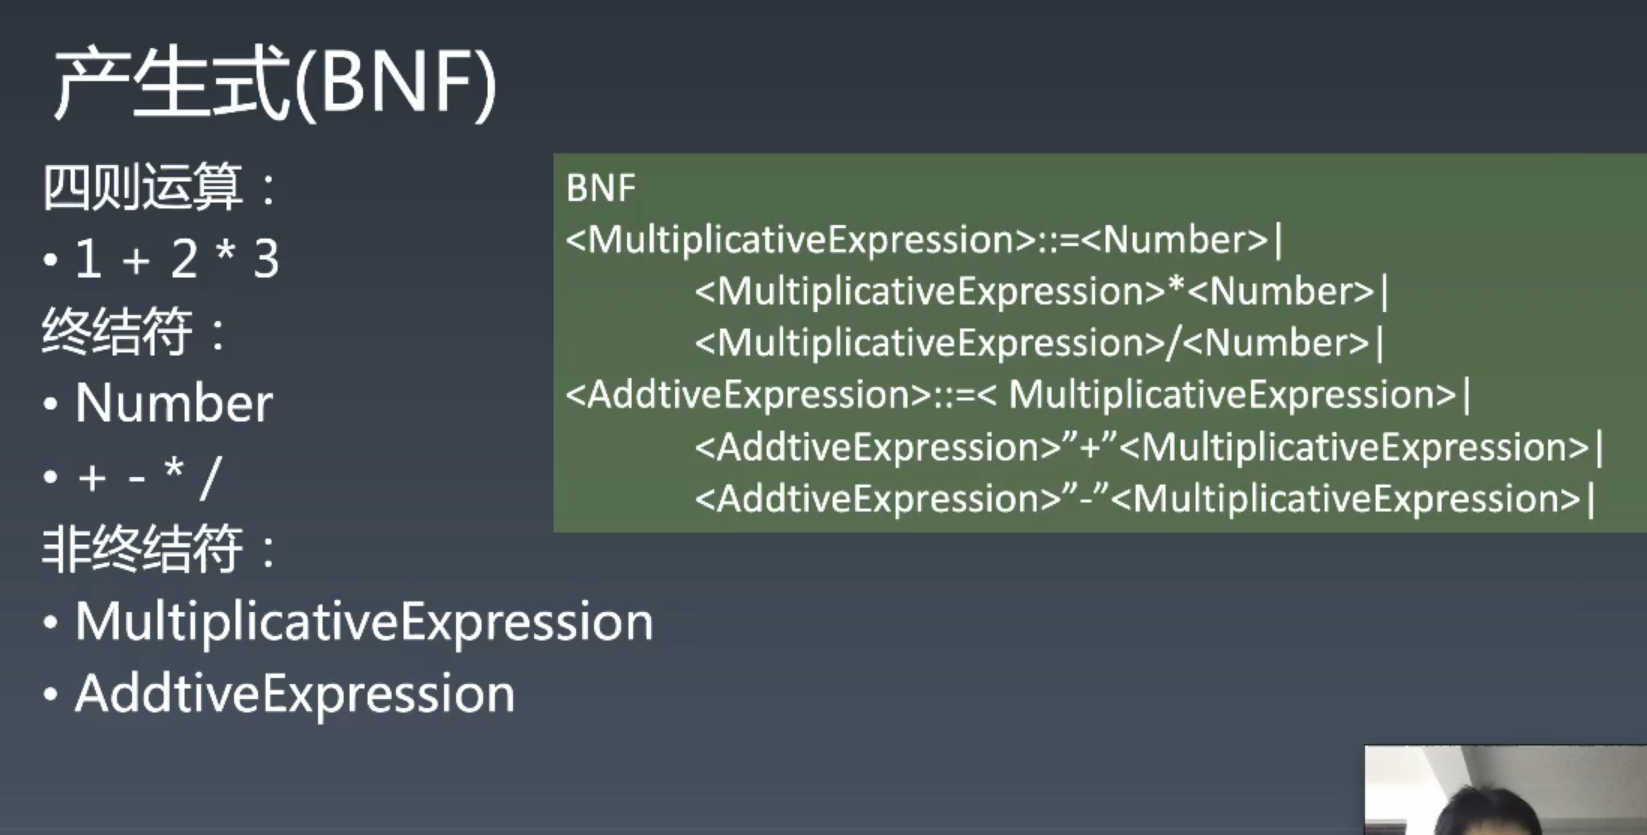 产生式(BNF)
四则运算：
• 1 + 2 * 3
终结符：
• Number
• + - * /
非终结符：
• MultiplicativeExpression
• AddtiveExpression
BNF
<MultiplicativeExpression>::=<Number>|
<MultiplicativeExpression>*<Number>|
<MultiplicativeExpression>/<Number>|
<AddtiveExpression>::=< MultiplicativeExpression>|
<AddtiveExpression>”+”<MultiplicativeExpression>|
<AddtiveExpression>”-”<MultiplicativeExpression>|